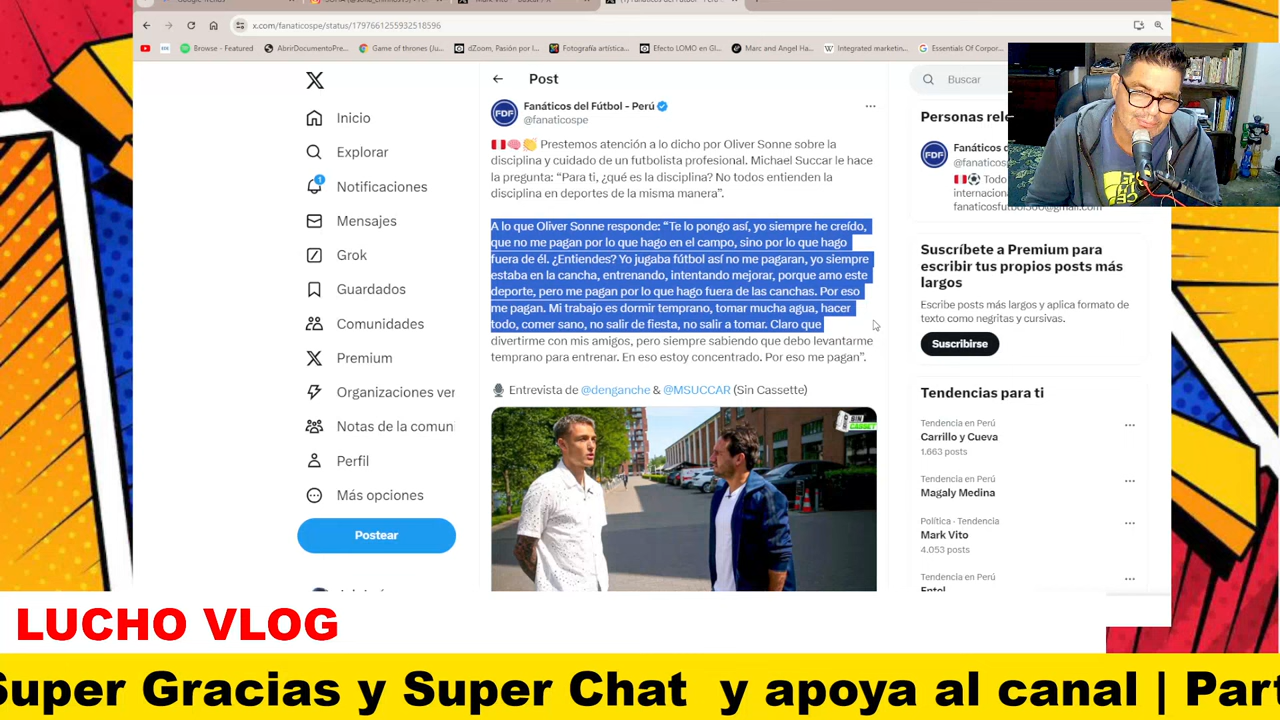 x.com/fanaticospe/status/1797661255932518596
Browse - Featured
AbrirDocumentoPre...
Game of thrones (Ju...
dZoom, Pasión por l...
Fotografía artística...
Efecto LOMO en Gl...
Marc and Angel Ha...
Integrated marketin...
Essentials Of Corpor...
X
Inicio
Explorar
1
Notificaciones
Mensajes
Grok
Guardados
Comunidades
Premium
Organizaciones ver
Notas de la comun
Perfil
Más opciones
Postear
Post
FDF
Fanáticos del Fútbol - Perú
@fanaticospe
Prestemos atención a lo dicho por Oliver Sonne sobre la
disciplina y cuidado de un futbolista profesional. Michael Succar le hace
la pregunta: “Para ti, ¿qué es la disciplina? No todos entienden la
disciplina en deportes de la misma manera”.
A lo que Oliver Sonne responde: “Te lo pongo así, yo siempre he creído,
que no me pagan por lo que hago en el campo, sino por lo que hago
fuera de él. ¿Entiendes? Yo jugaba fútbol así no me pagaran, yo siempre
estaba en la cancha, entrenando, intentando mejorar, porque amo este
deporte, pero me pagan por lo que hago fuera de las canchas. Por eso
me pagan. Mi trabajo es dormir temprano, tomar mucha agua, hacer
todo, comer sano, no salir de fiesta, no salir a tomar. Claro que
divertirme con mis amigos, pero siempre sabiendo que debo levantarme
temprano para entrenar. En eso estoy concentrado. Por eso me pagan”.
Entrevista de @denganche & @MSUCCAR (Sin Cassette)
SIN
Buscar
Personas rele
FDF
Fanáticos d
@fanaticos
Todo
internaciona
Suscríbete a Premium para
escribir tus propios posts más
largos
Escribe posts más largos y aplica formato de
texto como negritas y cursivas.
Suscribirse
Tendencias para ti
Tendencia en Perú
Carrillo y Cueva
1.663 posts
Tendencia en Perú
Magaly Medina
Política · Tendencia
Mark Vito
4.053 posts
Tendencia en Perú
Entel
LUCHO VLOG
Super Gracias y Super Chat y apoya al canal | Part